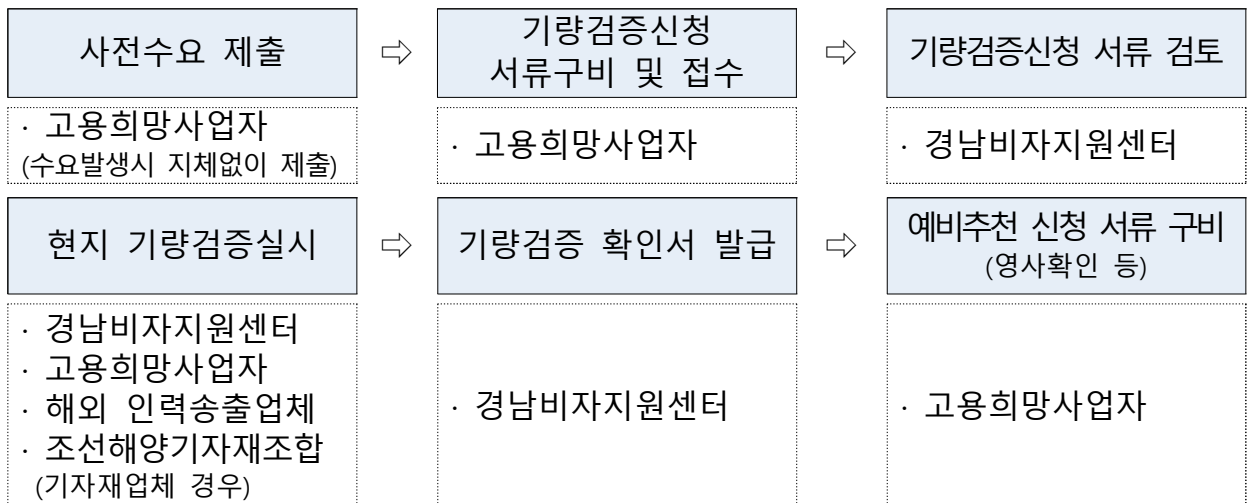 사전수요 제출
⇨
기량검증신청
서류구비 및 접수
⇨
기량검증신청 서류 검토
· 고용희망사업자
(수요발생시 지체없이 제출)
· 고용희망사업자
· 경남비자지원센터
현지 기량검증실시
⇨
기량검증 확인서 발급
⇨
예비추천 신청 서류 구비
(영사확인 등)
· 경남비자지원센터
· 고용희망사업자
· 해외 인력송출업체
· 조선해양기자재조합
(기자재업체 경우)
· 경남비자지원센터
· 고용희망사업자